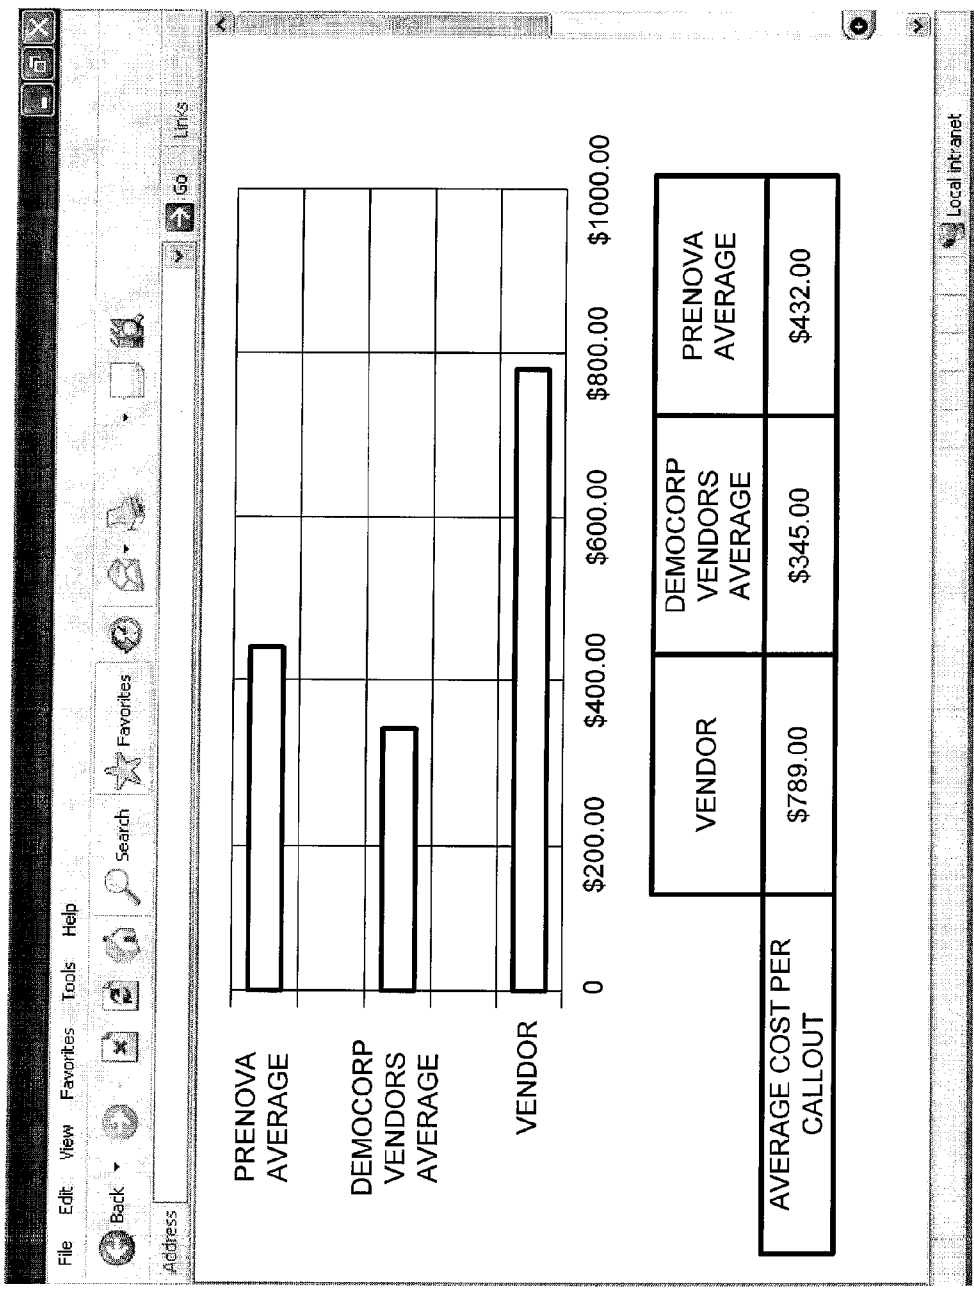 File Edit View Favorites Tools Help
Back Search Favorites
Address Go Links
PRENOVA
AVERAGE
DEMOCORP
VENDORS
AVERAGE
VENDOR
0 $200.00 $400.00 $600.00 $800.00 $1000.00
VENDOR
DEMOCORP
VENDORS
AVERAGE
PRENOVA
AVERAGE
AVERAGE COST PER
CALLOUT
$789.00 $345.00 $432.00
Local intranet